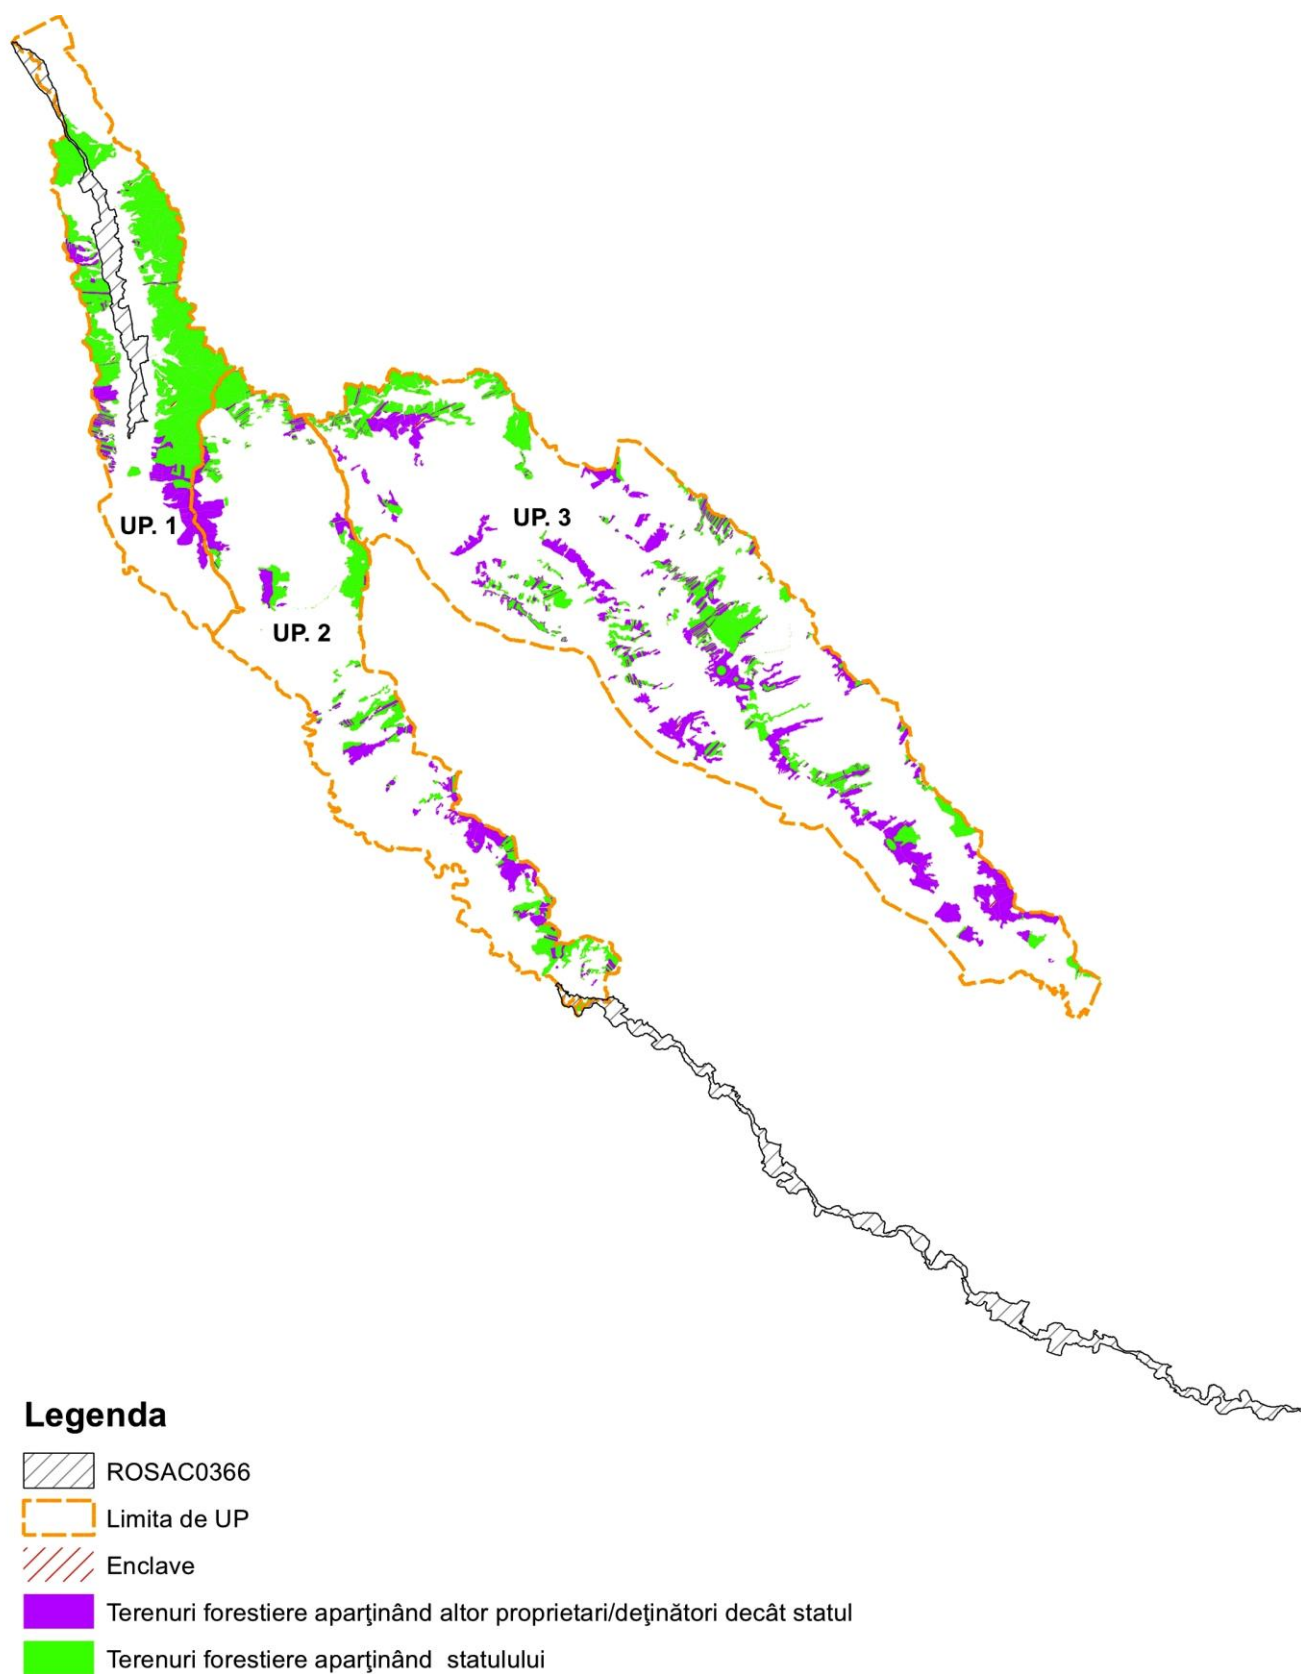 UP. 1
UP. 3
UP. 2
Legenda
ROSAC0366
Limita de UP
Enclave
Terenuri forestiere aparţinând altor proprietari/deţinători decât statul
Terenuri forestiere aparţinând statulului